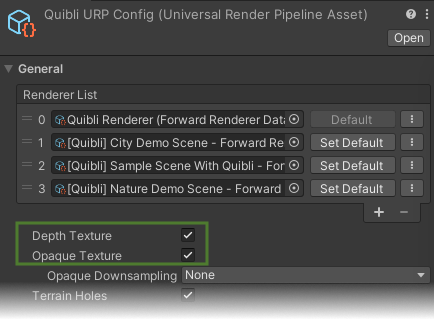 Quibli URP Config (Universal Render Pipeline Asset)
Open
General
Renderer List
0 Quibli Renderer (Forward Renderer Data Default
1 [Quibli] City Demo Scene - Forward Re Set Default
2 [Quibli] Sample Scene With Quibli - For Set Default
3 [Quibli] Nature Demo Scene - Forward Set Default
+ −
Depth Texture
Opaque Texture
Opaque Downsampling None
Terrain Holes